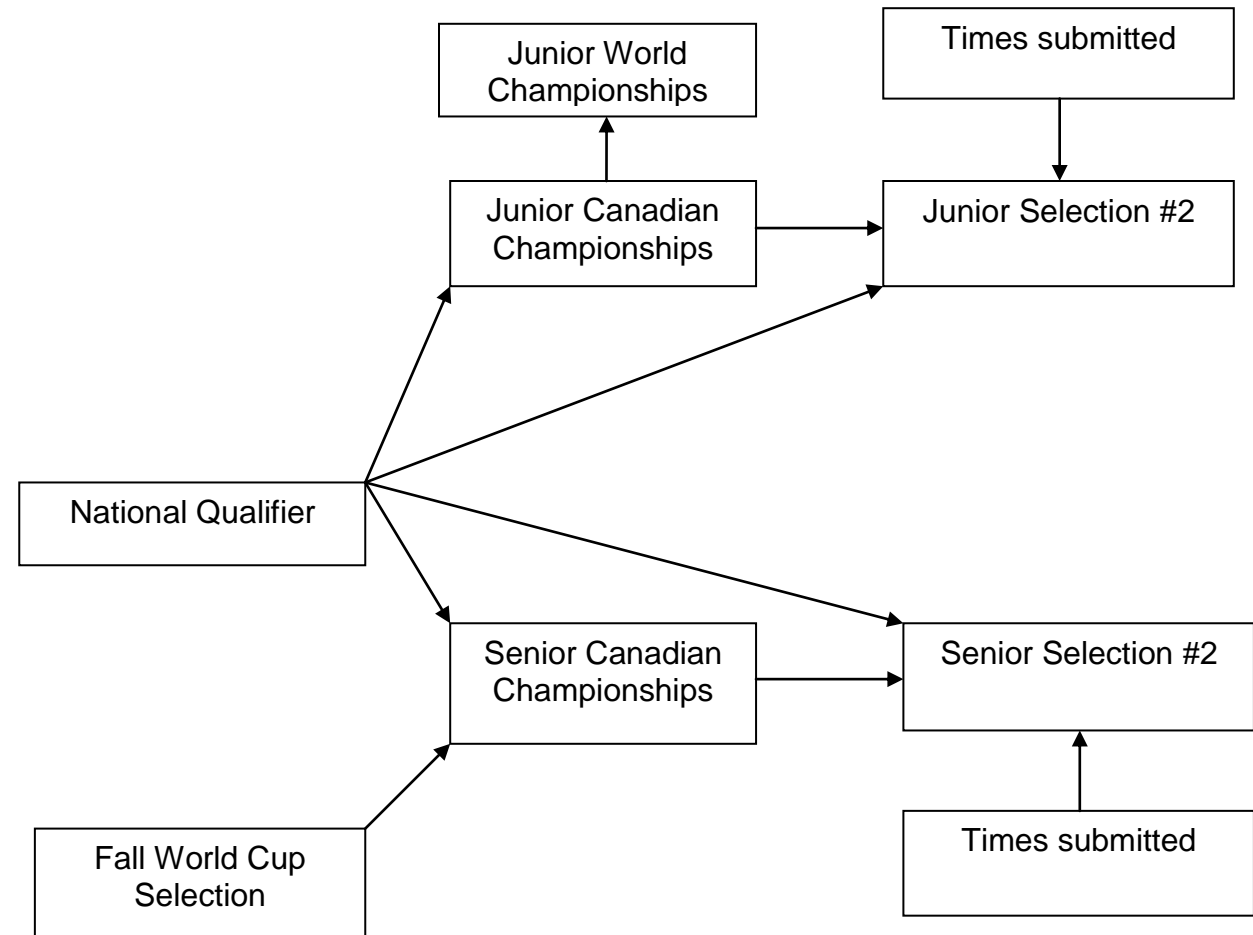 Times submitted
Junior World
Championships
Junior Canadian
Championships
Junior Selection #2
National Qualifier
Senior Canadian
Championships
Senior Selection #2
Fall World Cup
Selection
Times submitted